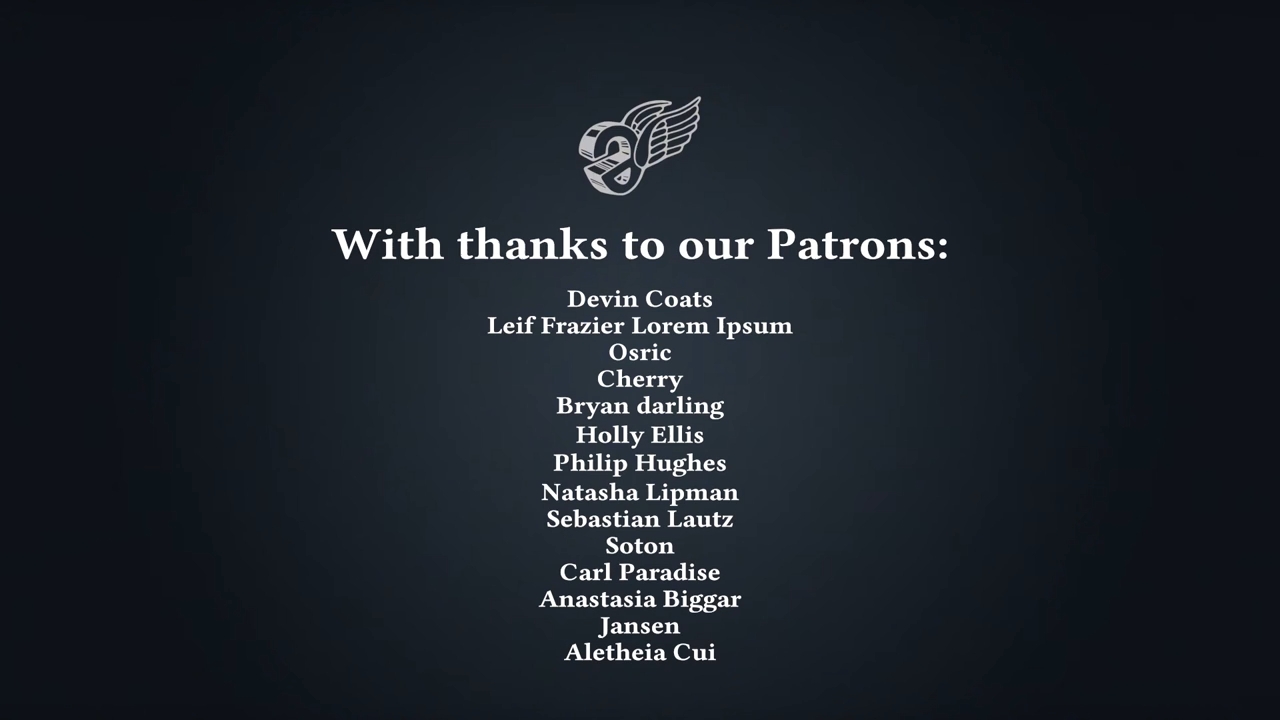 With thanks to our Patrons:
Devin Coats
Leif Frazier Lorem Ipsum
Osric
Cherry
Bryan darling
Holly Ellis
Philip Hughes
Natasha Lipman
Sebastian Lautz
Soton
Carl Paradise
Anastasia Biggar
Jansen
Aletheia Cui